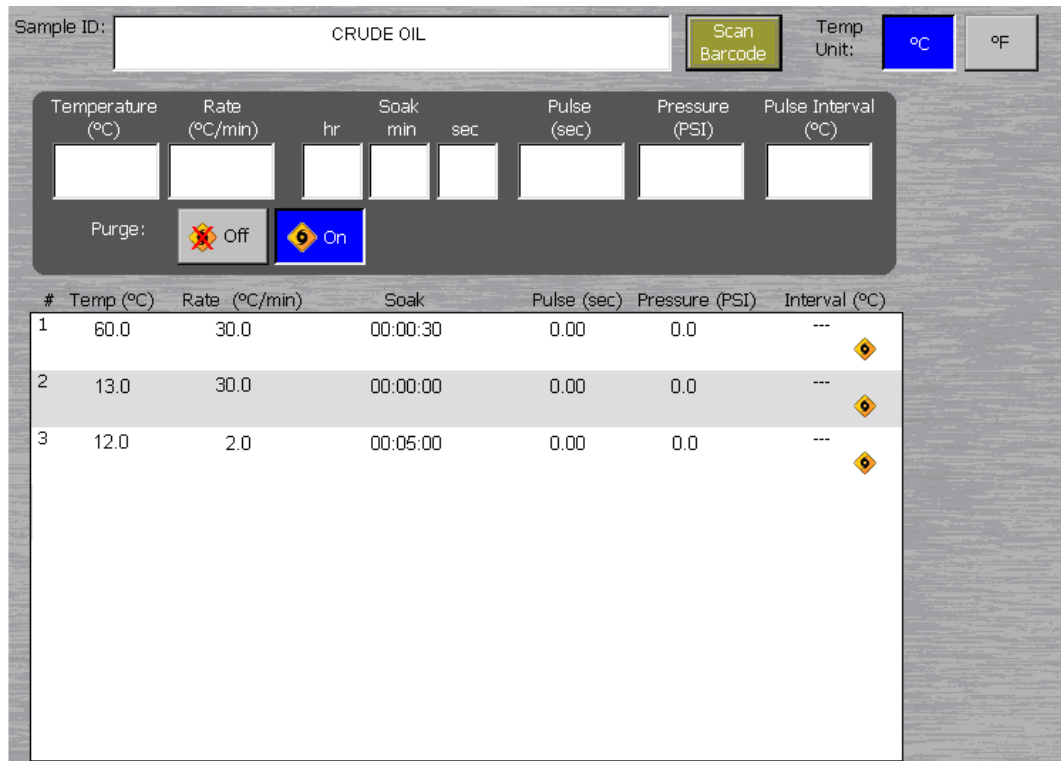 Sample ID: CRUDE OIL Scan Barcode Temp Unit: ºC ºF
Temperature (ºC) Rate (ºC/min) Soak Pulse (sec) Pressure (PSI) Pulse Interval (ºC)
hr min sec
Purge: Off On
# Temp (ºC) Rate (ºC/min) Soak Pulse (sec) Pressure (PSI) Interval (ºC)
1 60.0 30.0 00:00:30 0.00 0.0 ---
2 13.0 30.0 00:00:00 0.00 0.0 ---
3 12.0 2.0 00:05:00 0.00 0.0 ---